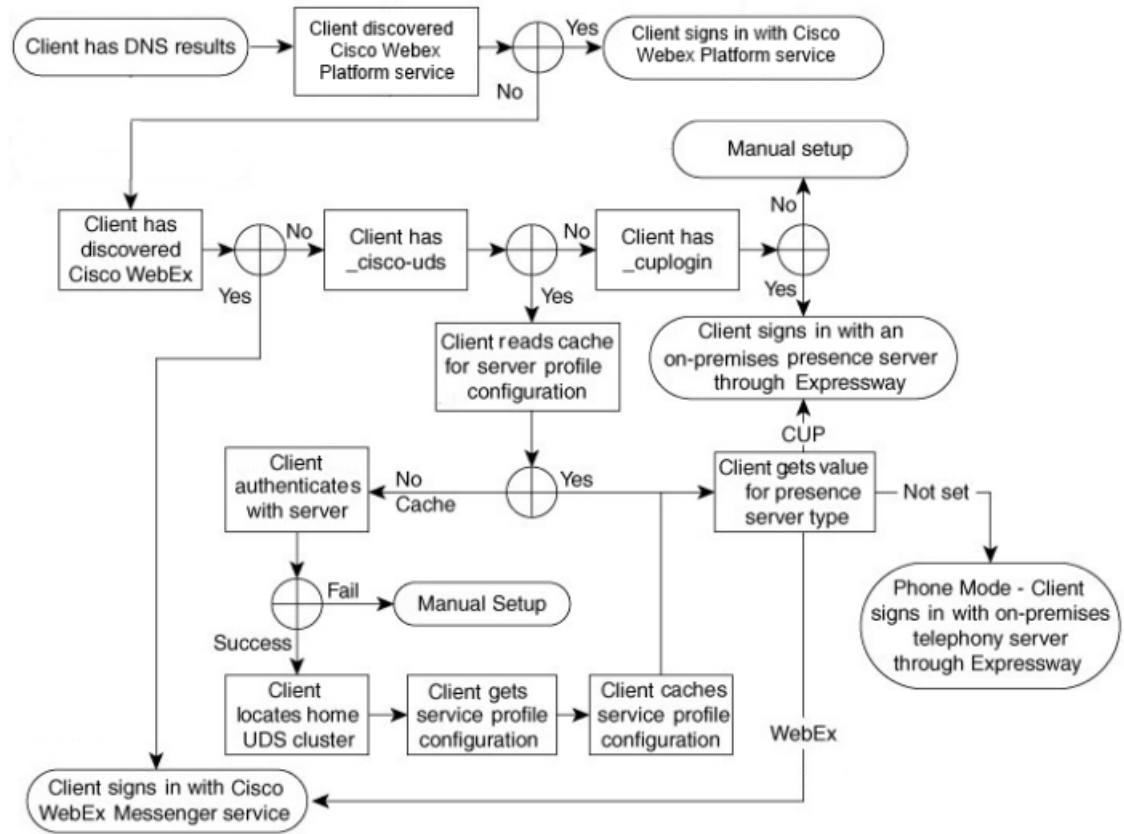 Client has DNS results
Client discovered
Cisco Webex
Platform service
Yes
No
Client signs in with Cisco
Webex Platform service
Manual setup
Client has
discovered
Cisco WebEx
No
Yes
Client has
_cisco-uds
No
Yes
Client has
_cuplogin
No
Yes
Client reads cache
for server profile
configuration
Client signs in with an
on-premises presence server
through Expressway
CUP
Client
authenticates
with server
No
Cache
Yes
Client gets value
for presence
server type
Not set
Fail
Manual Setup
Success
Phone Mode - Client
signs in with on-premises
telephony server
through Expressway
Client
locates home
UDS cluster
Client gets
service profile
configuration
Client caches
service profile
configuration
WebEx
Client signs in with Cisco
WebEx Messenger service